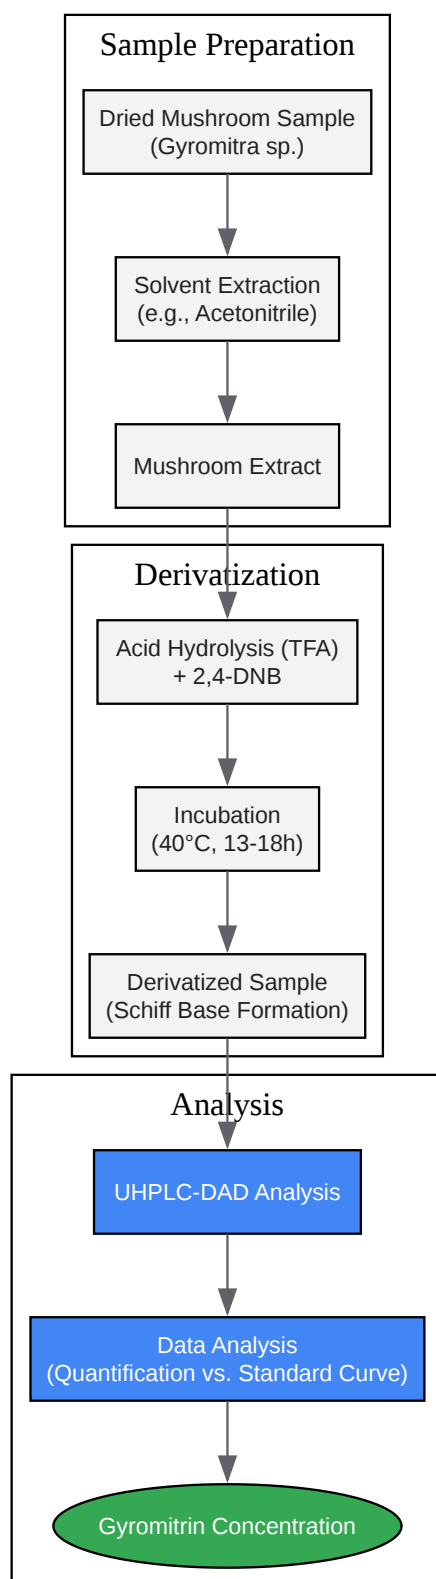 Sample Preparation
Dried Mushroom Sample
(Gyromitra sp.)
Solvent Extraction
(e.g., Acetonitrile)
Mushroom Extract
Derivatization
Acid Hydrolysis (TFA)
+ 2,4-DNB
Incubation
(40°C, 13-18h)
Derivatized Sample
(Schiff Base Formation)
Analysis
UHPLC-DAD Analysis
Data Analysis
(Quantification vs. Standard Curve)
Gyromitrin Concentration